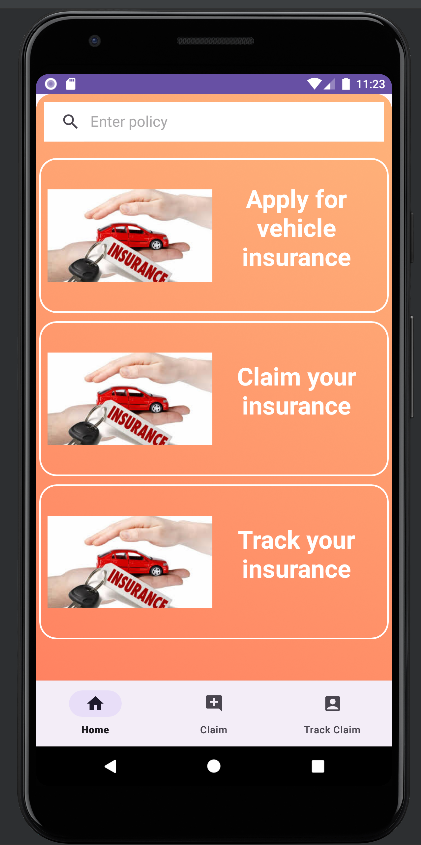 11:23
Enter policy
Apply for
vehicle
insurance
INSURANCE
Claim your
insurance
INSURANCE
Track your
insurance
INSURANCE
Home
Claim
Track Claim